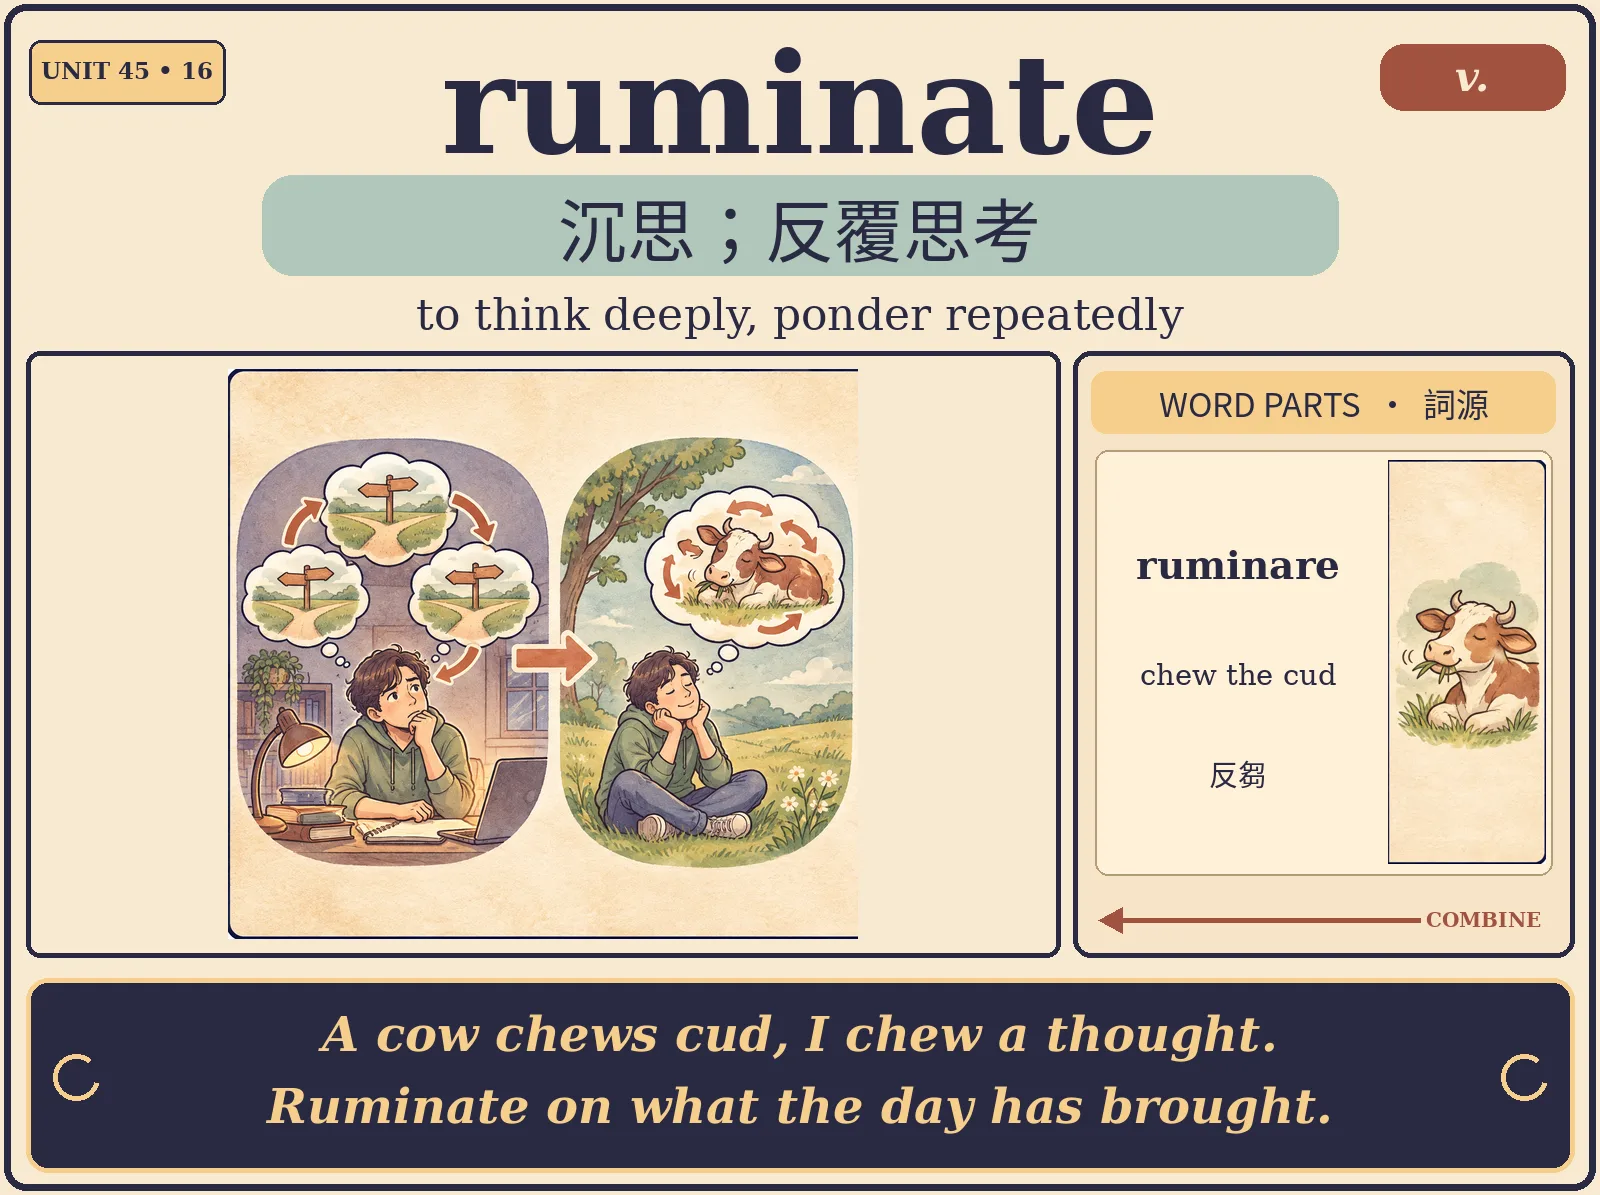 UNIT 45 • 16
ruminate
v.
沉思；反覆思考
to think deeply, ponder repeatedly
WORD PARTS ・ 詞源
ruminare
chew the cud
反芻
COMBINE
A cow chews cud, I chew a thought.
Ruminate on what the day has brought.